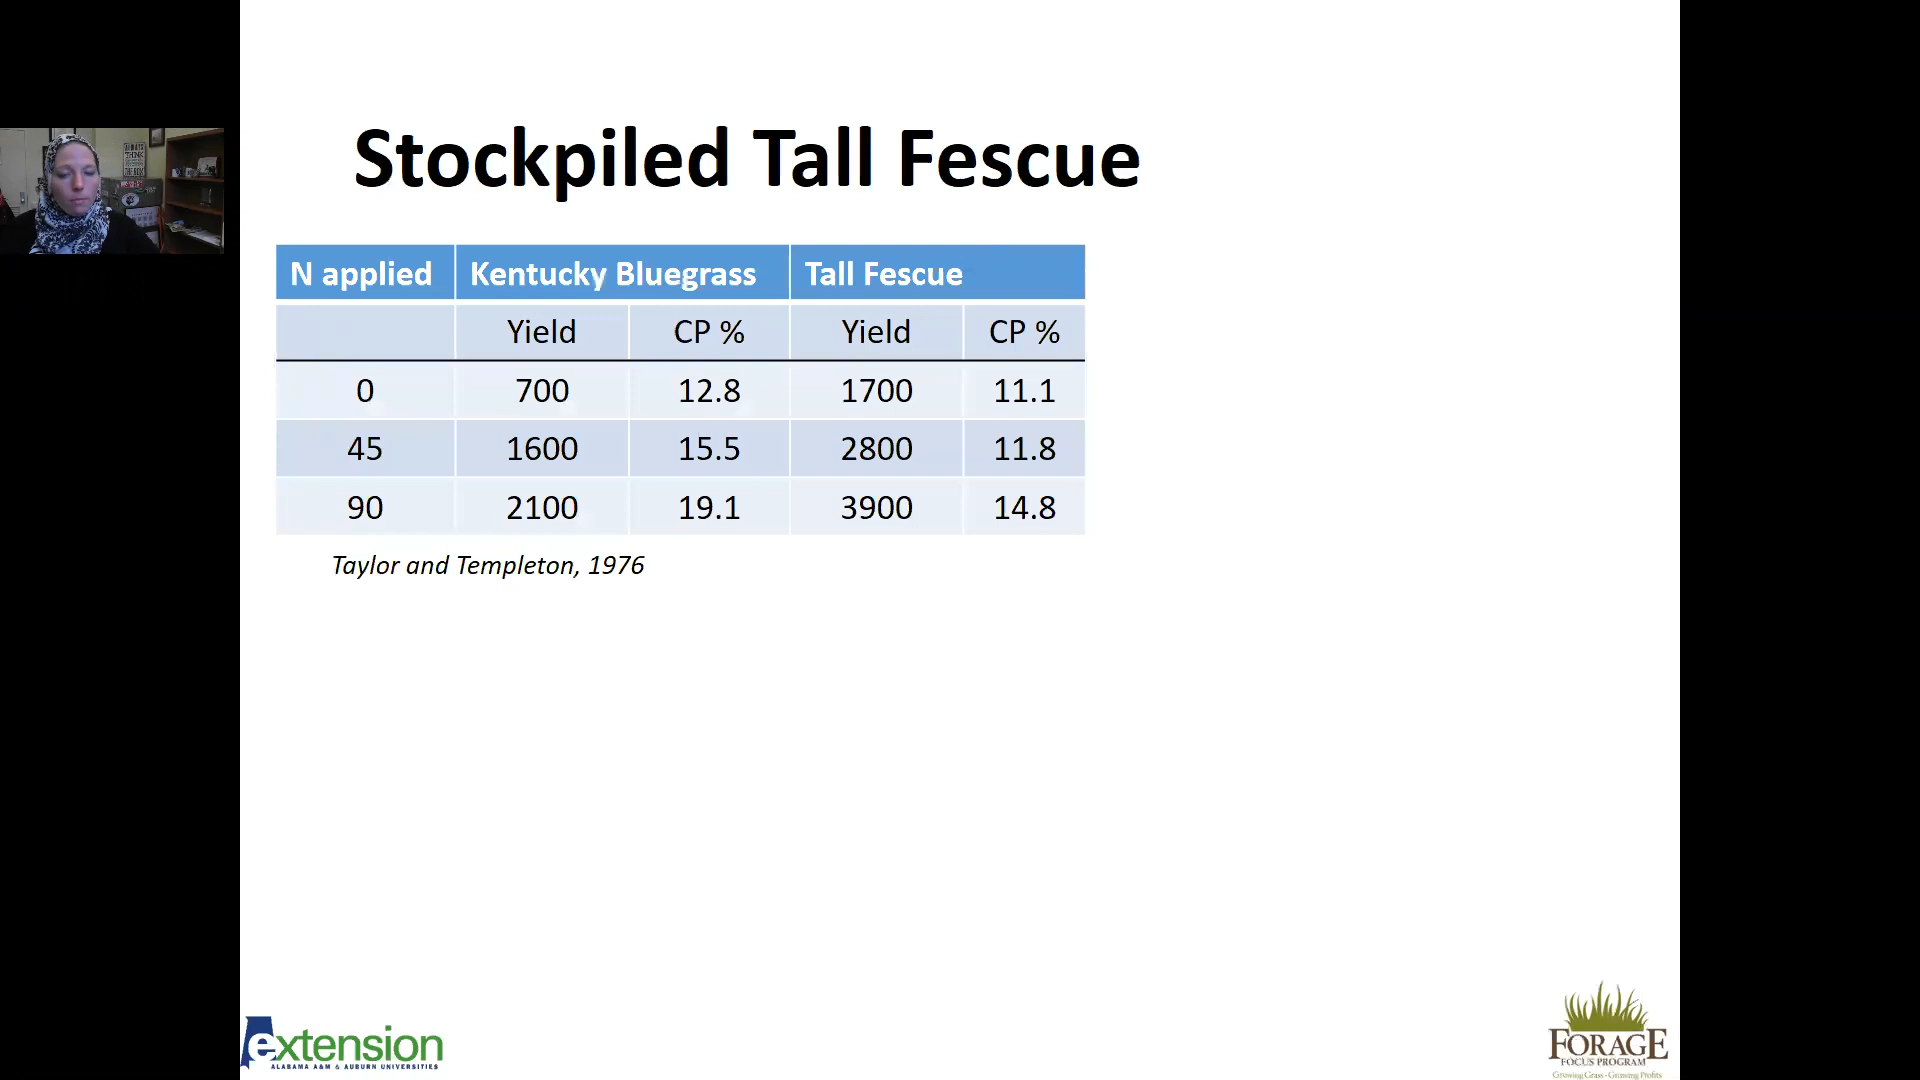 Stockpiled Tall Fescue
N applied Kentucky Bluegrass Tall Fescue
Yield CP % Yield CP %
0 700 12.8 1700 11.1
45 1600 15.5 2800 11.8
90 2100 19.1 3900 14.8
Taylor and Templeton, 1976
extension
ALABAMA A&M & AUBURN UNIVERSITIES
FORAGE
FOCUS PROGRAM
Growing Grass - Growing Profits